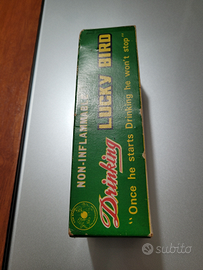 NON-INFLAMMABLE
Drinking
LUCKY BIRD
"Once he starts Drinking he won't stop"
subito